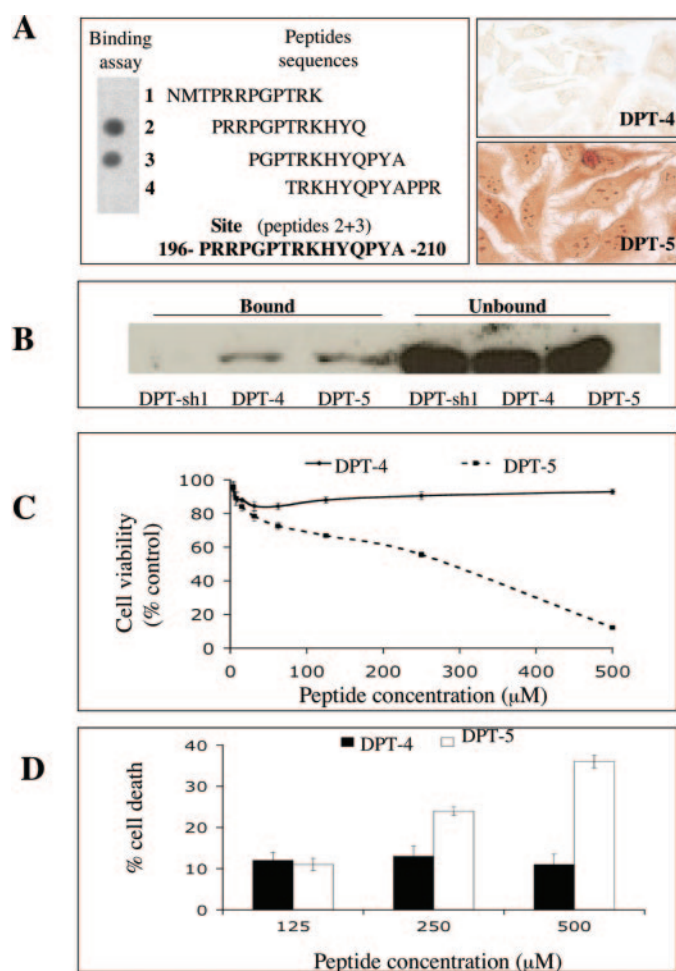 A
Binding assay
Peptides sequences
1 NMTPRRPGPTRK
2 PRRPGPTRKHYQ
3 PGPTRKHYQPYA
4 TRKHYQPYAPPR
Site (peptides 2+3)
196- PRRPGPTRKHYQPYA -210
DPT-4
DPT-5
B
Bound Unbound
DPT-sh1 DPT-4 DPT-5 DPT-sh1 DPT-4 DPT-5
C
DPT-4 DPT-5
Cell viability (% control)
100
80
60
40
20
0
0 100 200 300 400 500
Peptide concentration (µM)
D
DPT-4 DPT-5
% cell death
40
30
20
10
0
125 250 500
Peptide concentration (µM)